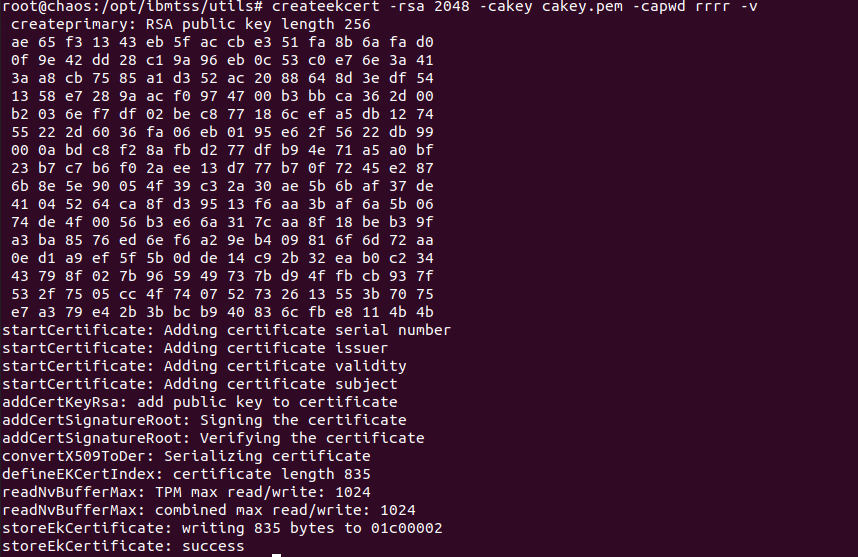 root@chaos:/opt/ibmtss/utils# createekcert -rsa 2048 -cakey cakey.pem -capwd rrrr -v
createprimary: RSA public key length 256
ae 65 f3 13 43 eb 5f ac cb e3 51 fa 8b 6a fa d0
0f 9e 42 dd 28 c1 9a 96 eb 0c 53 c0 e7 6e 3a 41
3a a8 cb 75 85 a1 d3 52 ac 20 88 64 8d 3e df 54
13 58 e7 28 9a ac f0 97 47 00 b3 bb ca 36 2d 00
b2 03 6e f7 df 02 be c8 77 18 6c ef a5 db 12 74
55 22 2d 60 36 fa 06 eb 01 95 e6 2f 56 22 db 99
00 0a bd c8 f2 8a fb d2 77 df b9 4e 71 a5 a0 bf
23 b7 c7 b6 f0 2a ee 13 d7 77 b7 0f 72 45 e2 87
6b 8e 5e 90 05 4f 39 c3 2a 30 ae 5b 6b af 37 de
41 04 52 64 ca 8f d3 95 13 f6 aa 3b af 6a 5b 06
74 de 4f 00 56 b3 e6 6a 31 7c aa 8f 18 be b3 9f
a3 ba 85 76 ed 6e f6 a2 9e b4 09 81 6f 6d 72 aa
0e d1 a9 ef 5f 5b 0d de 14 c9 2b 32 ea b0 c2 34
43 79 8f 02 7b 96 59 49 73 7b d9 4f fb cb 93 7f
53 2f 75 05 cc 4f 74 07 52 73 26 13 55 3b 70 75
e7 a3 79 e4 2b 3b bc b9 40 83 6c fb e8 11 4b 4b
startCertificate: Adding certificate serial number
startCertificate: Adding certificate issuer
startCertificate: Adding certificate validity
startCertificate: Adding certificate subject
addCertKeyRsa: add public key to certificate
addCertSignatureRoot: Signing the certificate
addCertSignatureRoot: Verifying the certificate
convertX509ToDer: Serializing certificate
defineEKCertIndex: certificate length 835
readNvBufferMax: TPM max read/write: 1024
readNvBufferMax: combined max read/write: 1024
storeEkCertificate: writing 835 bytes to 01c00002
storeEkCertificate: success